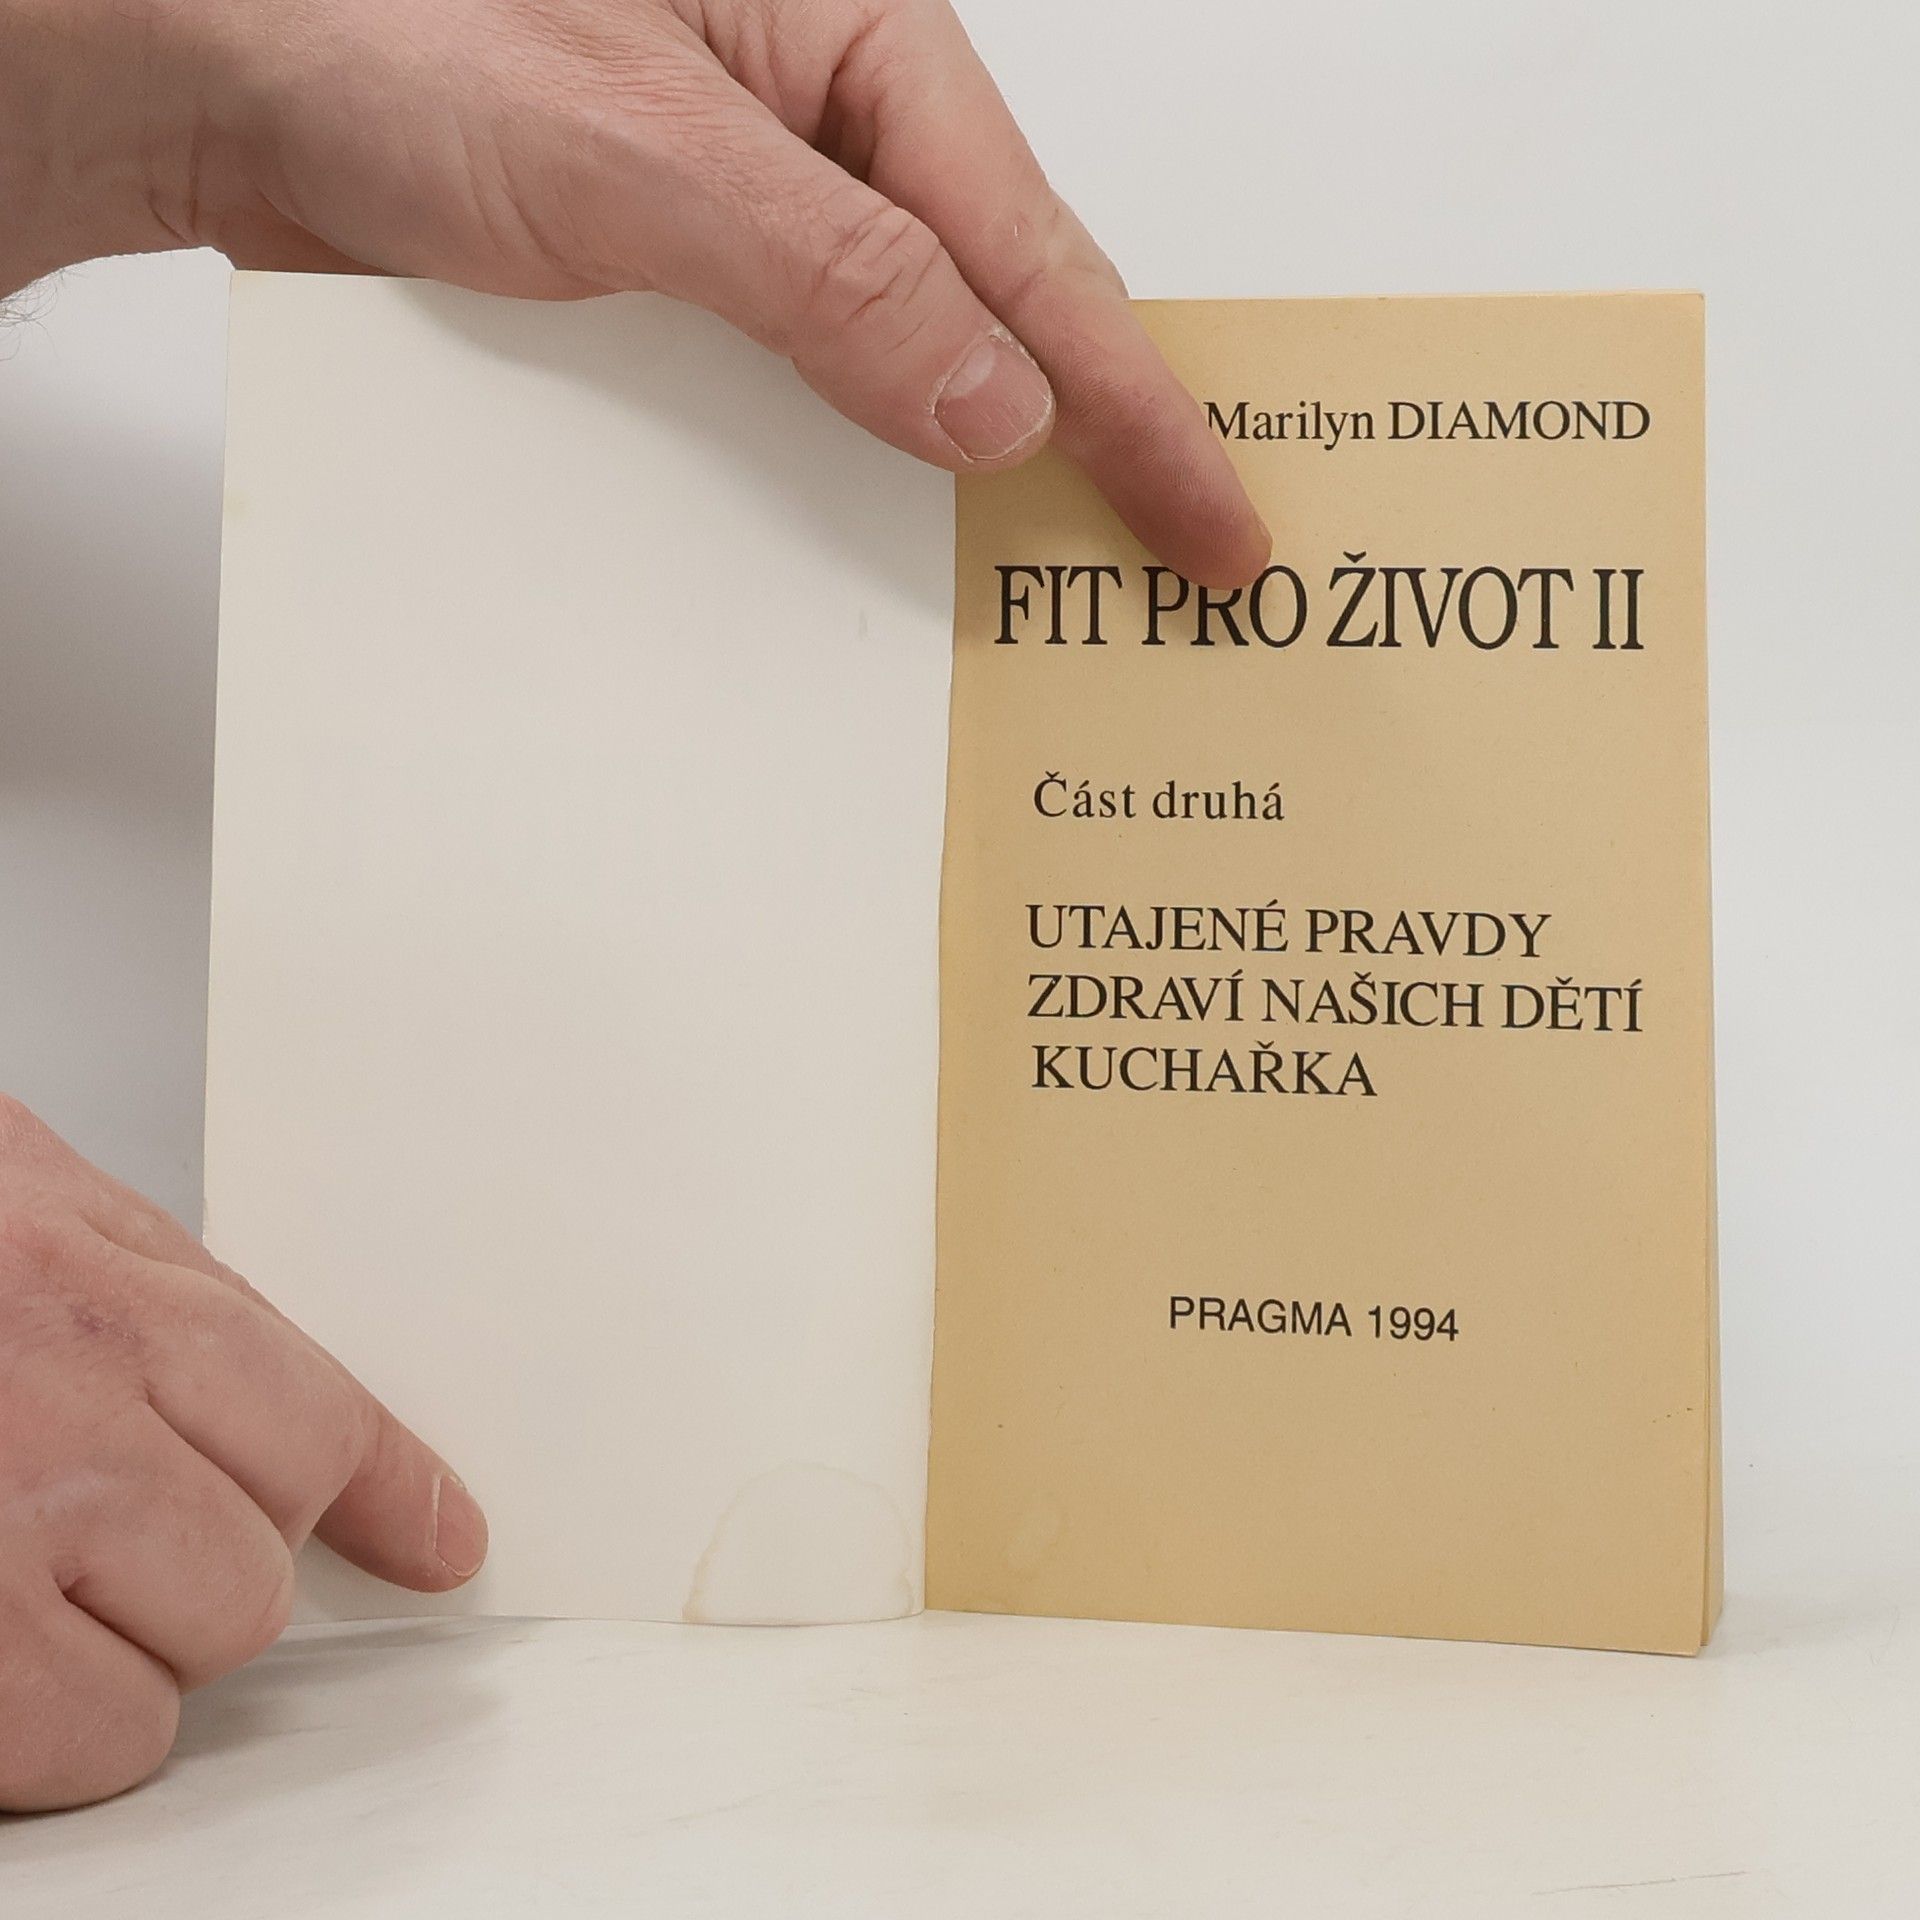 Marilyn DIAMOND
FIT PRO ŽIVOT II
Část druhá
UTAJENÉ PRAVDY
ZDRAVÍ NAŠICH DĚTÍ
KUCHAŘKA
PRAGMA 1994